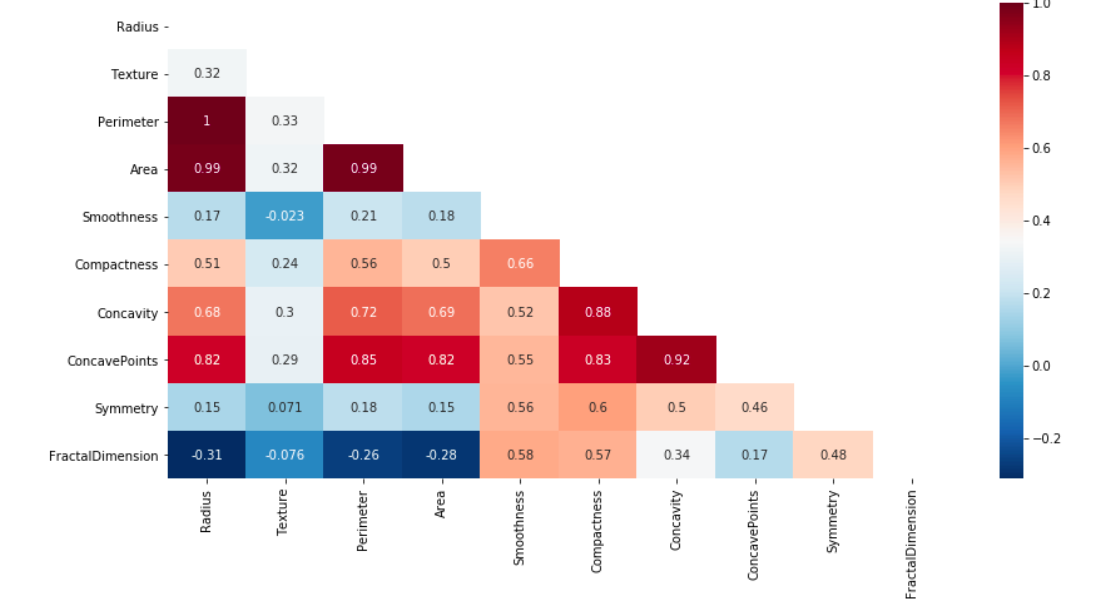 1.0
Radius
Texture 0.32
0.8
Perimeter 1 0.33
0.6
Area 0.99 0.32 0.99
Smoothness 0.17 -0.023 0.21 0.18
0.4
Compactness 0.51 0.24 0.56 0.5 0.66
0.2
Concavity 0.68 0.3 0.72 0.69 0.52 0.88
ConcavePoints 0.82 0.29 0.85 0.82 0.55 0.83 0.92
0.0
Symmetry 0.15 0.071 0.18 0.15 0.56 0.6 0.5 0.46
−0.2
FractalDimension -0.31 -0.076 -0.26 -0.28 0.58 0.57 0.34 0.17 0.48
Radius
Texture
Perimeter
Area
Smoothness
Compactness
Concavity
ConcavePoints
Symmetry
FractalDimension